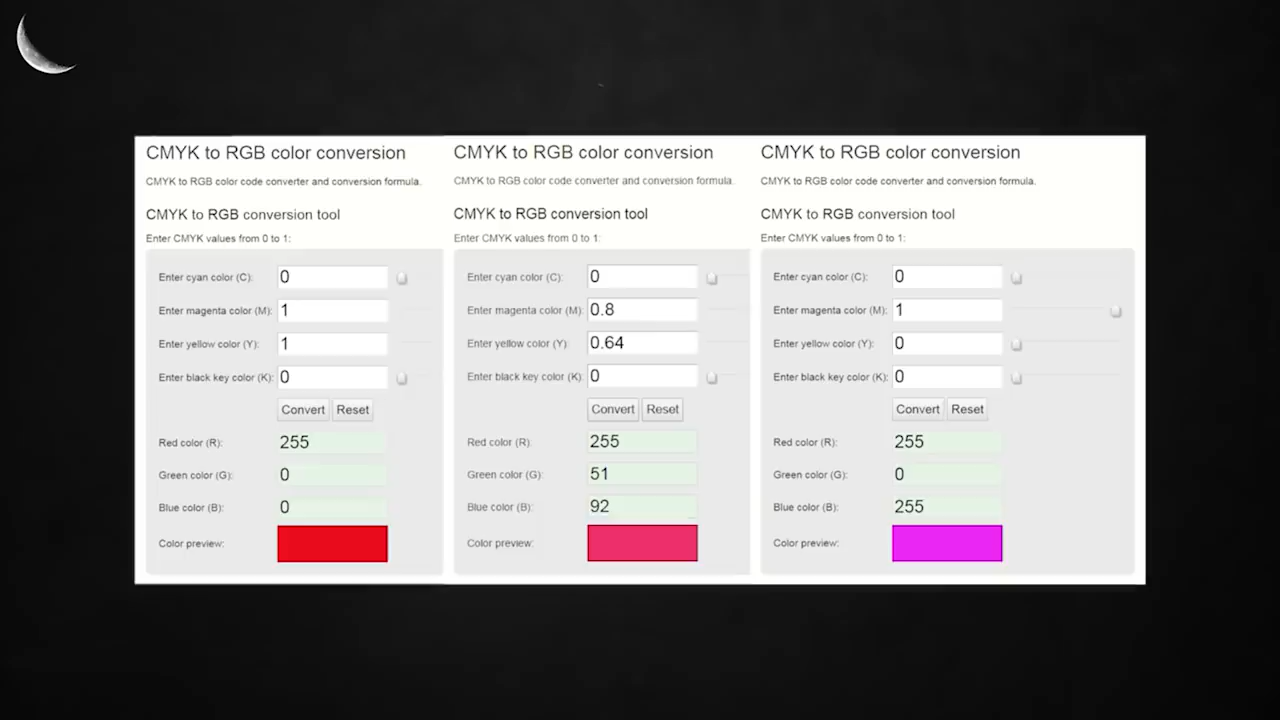 CMYK to RGB color conversion
CMYK to RGB color code converter and conversion formula.
CMYK to RGB conversion tool
Enter CMYK values from 0 to 1:
Enter cyan color (C): 0
Enter magenta color (M): 1
Enter yellow color (Y): 1
Enter black key color (K): 0
Convert Reset
Red color (R): 255
Green color (G): 0
Blue color (B): 0
Color preview:
CMYK to RGB color conversion
CMYK to RGB color code converter and conversion formula.
CMYK to RGB conversion tool
Enter CMYK values from 0 to 1:
Enter cyan color (C): 0
Enter magenta color (M): 0.8
Enter yellow color (Y): 0.64
Enter black key color (K): 0
Convert Reset
Red color (R): 255
Green color (G): 51
Blue color (B): 92
Color preview:
CMYK to RGB color conversion
CMYK to RGB color code converter and conversion formula.
CMYK to RGB conversion tool
Enter CMYK values from 0 to 1:
Enter cyan color (C): 0
Enter magenta color (M): 1
Enter yellow color (Y): 0
Enter black key color (K): 0
Convert Reset
Red color (R): 255
Green color (G): 0
Blue color (B): 255
Color preview: